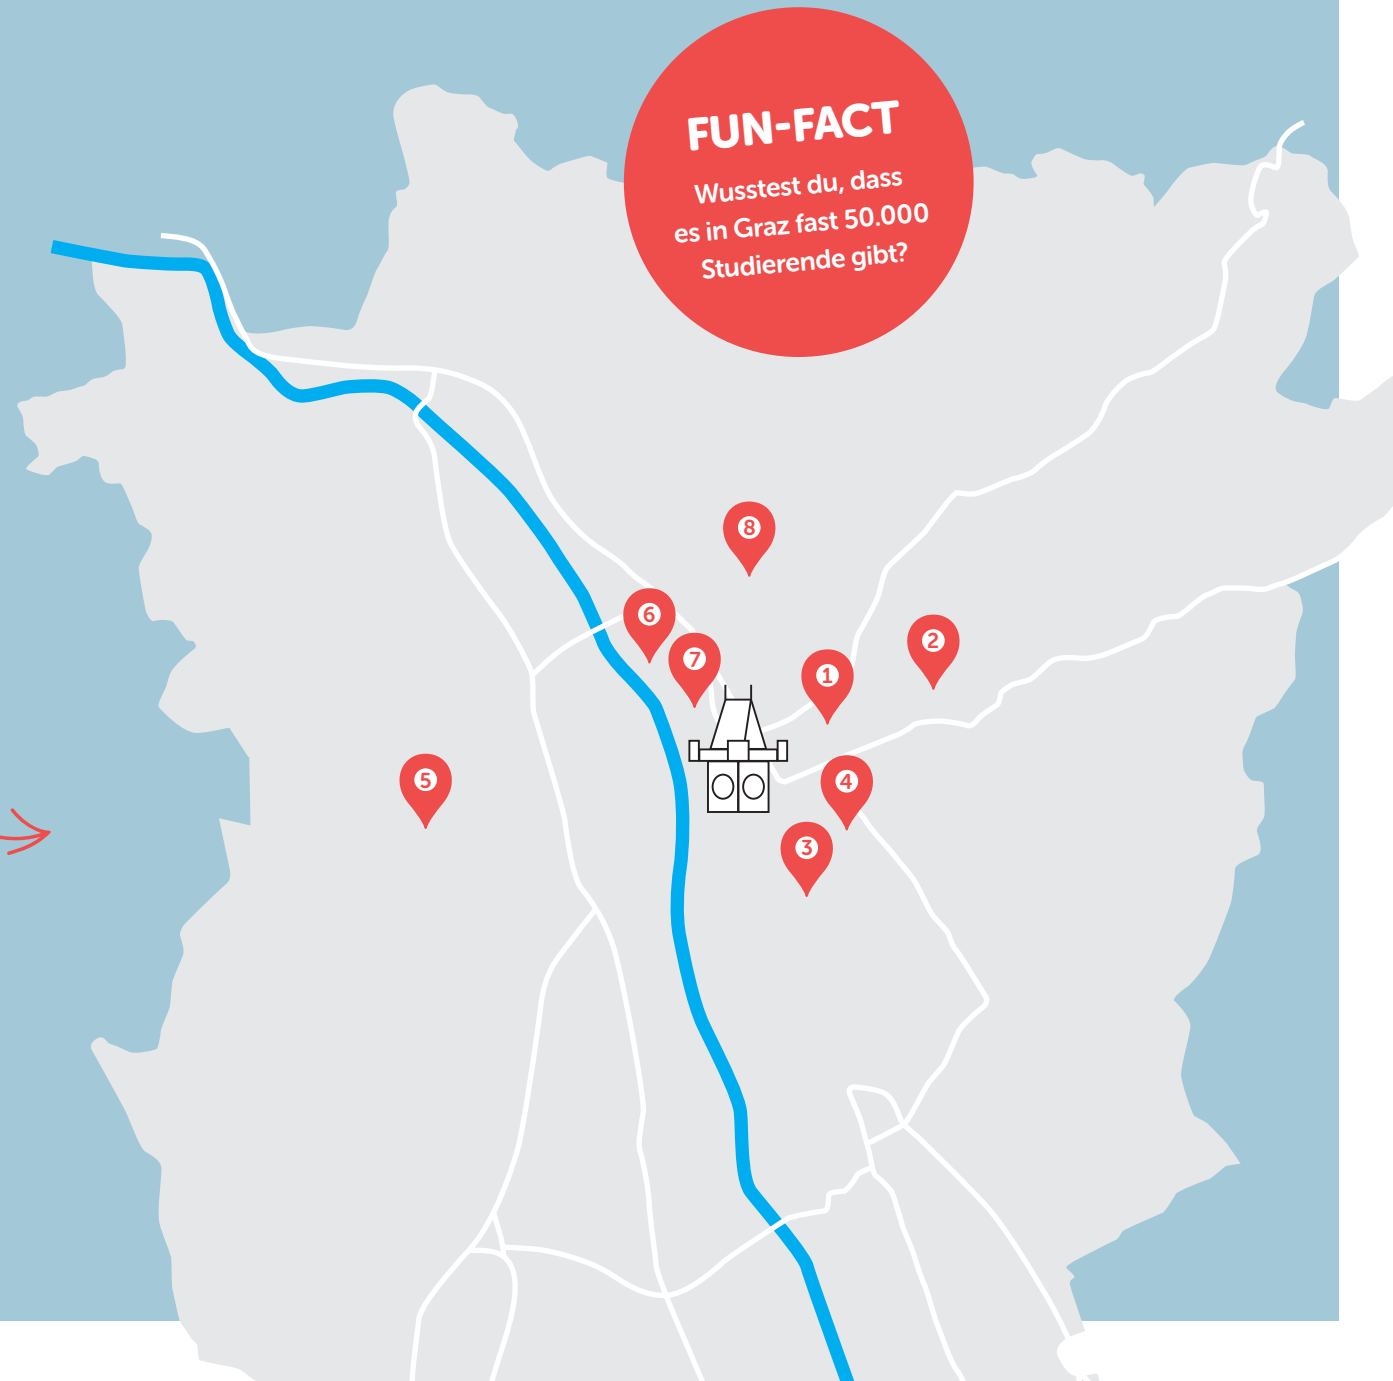 FUN-FACT
Wusstest du, dass
es in Graz fast 50.000
Studierende gibt?
8
6
2
7
1
5
4
3